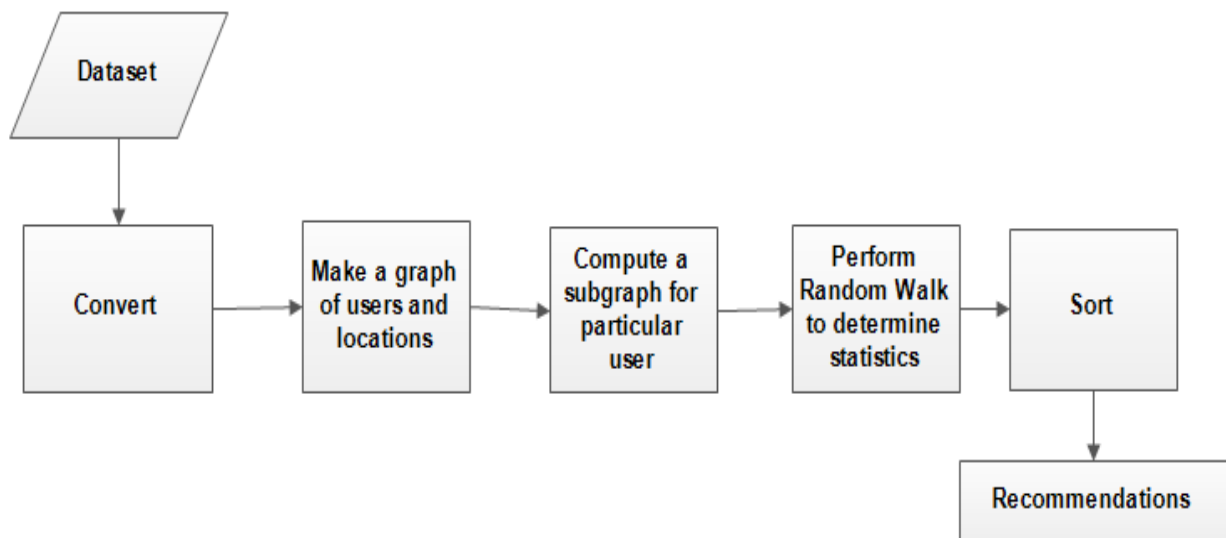 Dataset
Convert
Make a graph
of users and
locations
Compute a
subgraph for
particular
user
Perform
Random Walk
to determine
statistics
Sort
Recommendations